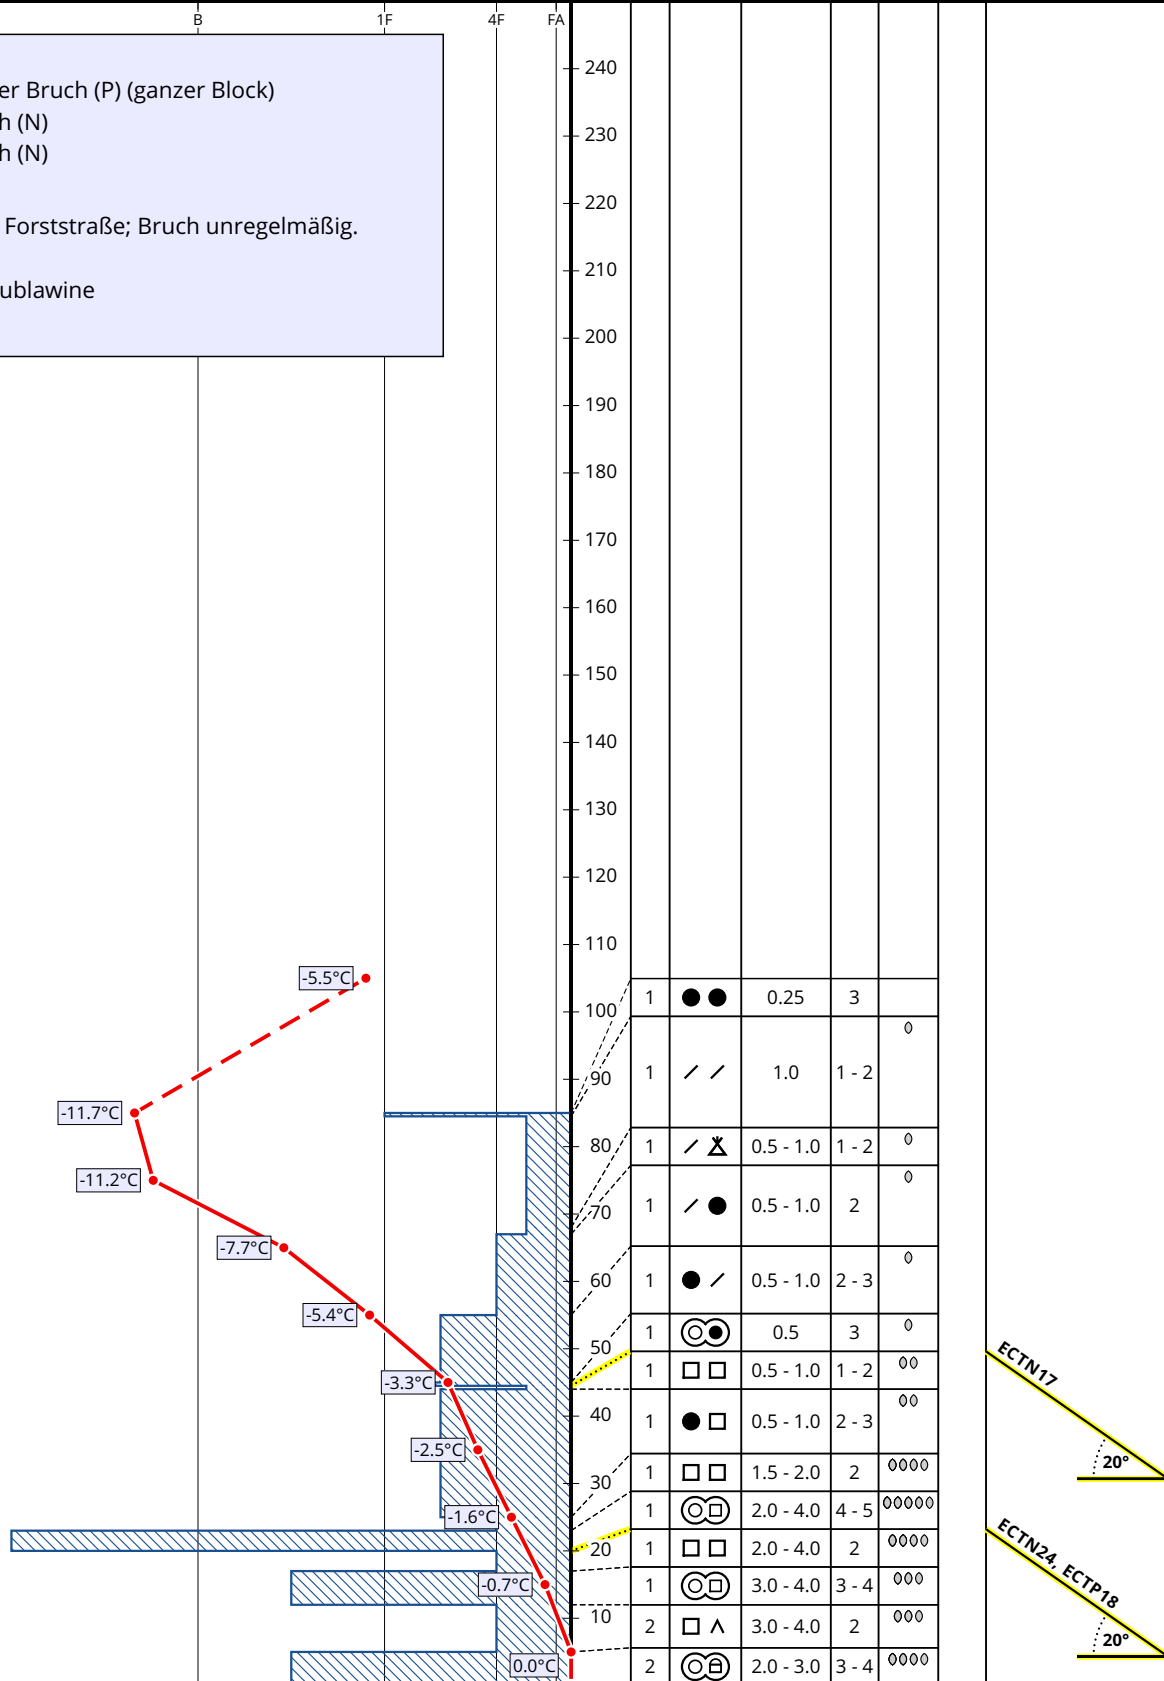 B 1F 4F FA
er Bruch (P) (ganzer Block)
h (N)
h (N)
Forststraße; Bruch unregelmäßig.
ublawine
240
230
220
210
200
190
180
170
160
150
140
130
120
110
100
90
80
70
60
50
40
30
20
10
-5.5°C
-11.7°C
-11.2°C
-7.7°C
-5.4°C
-3.3°C
-2.5°C
-1.6°C
-0.7°C
0.0°C
1 0.25 3
1 1.0 1 - 2
1 0.5 - 1.0 1 - 2
1 0.5 - 1.0 2
1 0.5 - 1.0 2 - 3
1 0.5 3
1 0.5 - 1.0 1 - 2
1 0.5 - 1.0 2 - 3
1 1.5 - 2.0 2
1 2.0 - 4.0 4 - 5
1 2.0 - 4.0 2
1 3.0 - 4.0 3 - 4
2 3.0 - 4.0 2
2 2.0 - 3.0 3 - 4
ECTN17
20°
ECTN24, ECTP18
20°